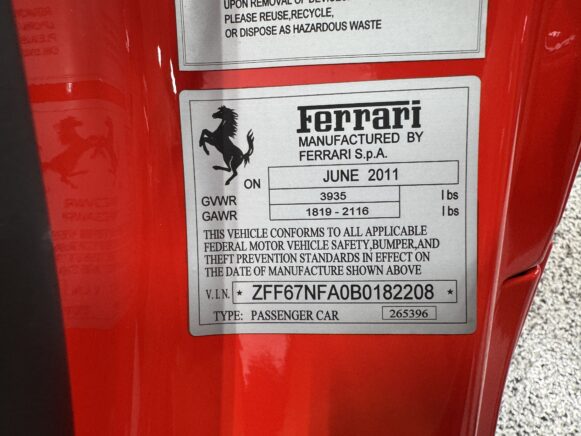 UPON REMOVAL OF DEVICES
PLEASE REUSE,RECYCLE,
OR DISPOSE AS HAZARDOUS WASTE
Ferrari
MANUFACTURED BY
FERRARI S.p.A.
ON JUNE 2011
GVWR 3935 lbs
GAWR 1819 - 2116 lbs
THIS VEHICLE CONFORMS TO ALL APPLICABLE
FEDERAL MOTOR VEHICLE SAFETY,BUMPER,AND
THEFT PREVENTION STANDARDS IN EFFECT ON
THE DATE OF MANUFACTURE SHOWN ABOVE
V.I.N. * ZFF67NFA0B0182208 *
TYPE: PASSENGER CAR 265396